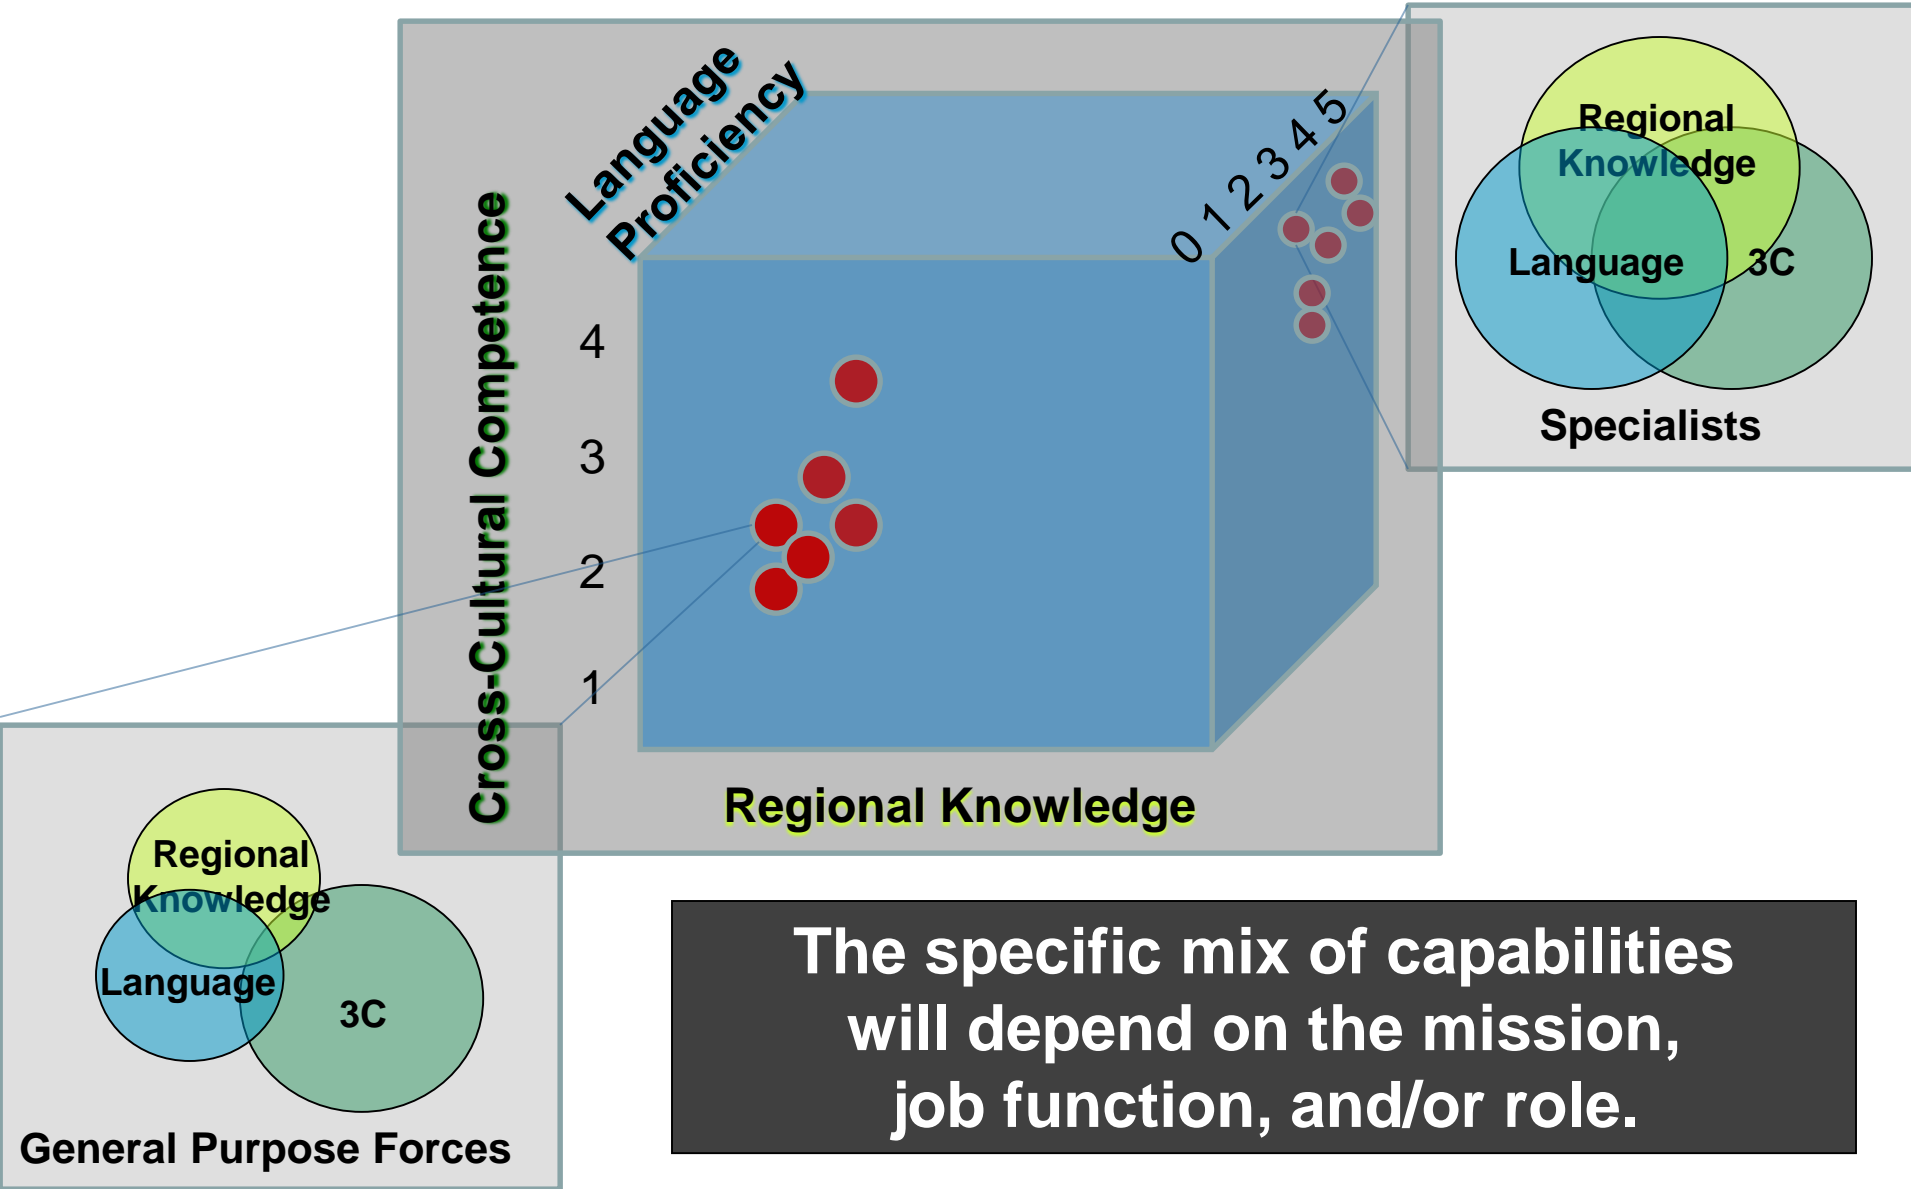 Language
Proficiency
0 1 2 3 4 5
Cross-Cultural Competence
4
3
2
1
Regional Knowledge
Regional
Knowledge
Language
3C
Specialists
Regional
Knowledge
Language
3C
General Purpose Forces
The specific mix of capabilities
will depend on the mission,
job function, and/or role.